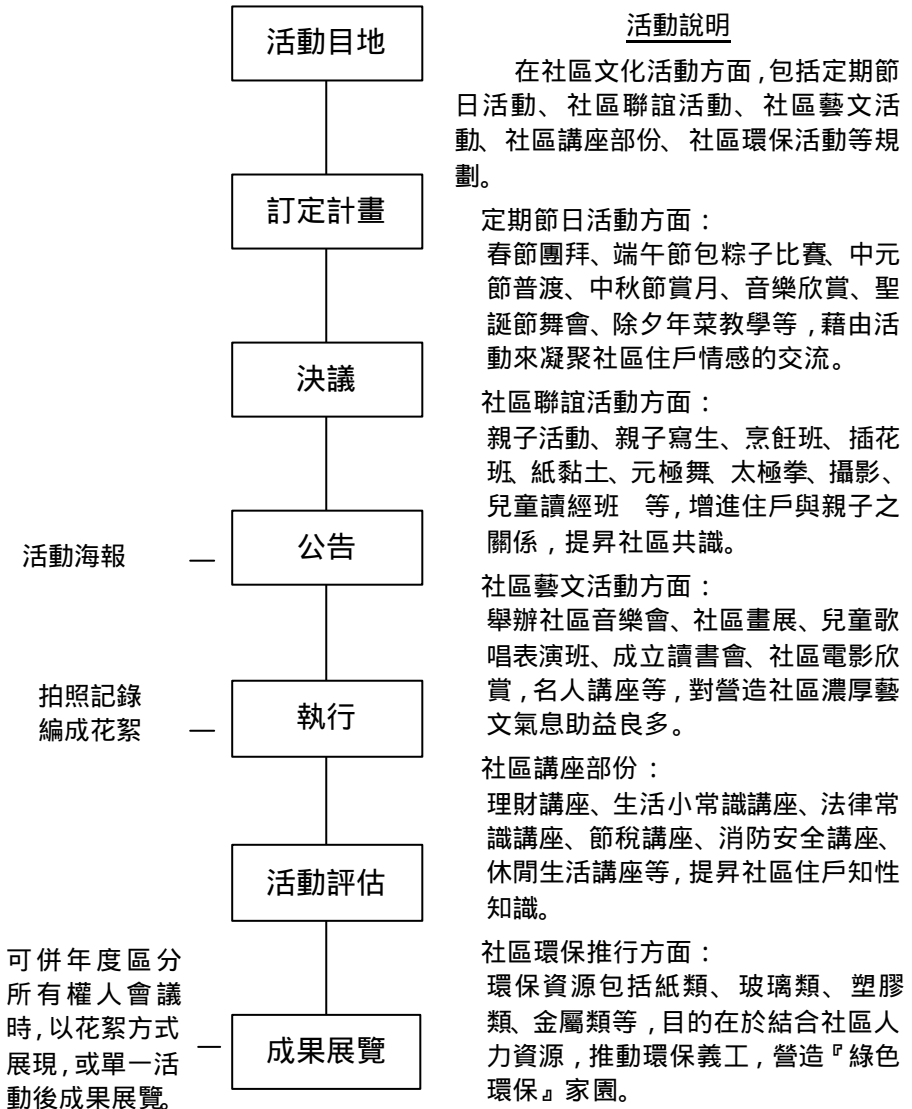 活動目地
訂定計畫
決議
活動海報
公告
拍照記錄
編成花絮
執行
活動評估
可併年度區分
所有權人會議
時,以花絮方式
展現,或單一活
動後成果展覽。
成果展覽
活動說明
在社區文化活動方面,包括定期節
日活動、社區聯誼活動、社區藝文活
動、社區講座部份、社區環保活動等規
劃。
定期節日活動方面:
春節團拜、端午節包粽子比賽、中元
節普渡、中秋節賞月、音樂欣賞、聖
誕節舞會、除夕年菜教學等,藉由活
動來凝聚社區住戶情感的交流。
社區聯誼活動方面:
親子活動、親子寫生、烹飪班、插花
班、紙黏土、元極舞、太極拳、攝影、
兒童讀經班 等,增進住戶與親子之
關係,提昇社區共識。
社區藝文活動方面:
舉辦社區音樂會、社區畫展、兒童歌
唱表演班、成立讀書會、社區電影欣
賞,名人講座等,對營造社區濃厚藝
文氣息助益良多。
社區講座部份:
理財講座、生活小常識講座、法律常
識講座、節稅講座、消防安全講座、
休閒生活講座等,提昇社區住戶知性
知識。
社區環保推行方面:
環保資源包括紙類、玻璃類、塑膠
類、金屬類等,目的在於結合社區人
力資源,推動環保義工,營造『綠色
環保』家園。